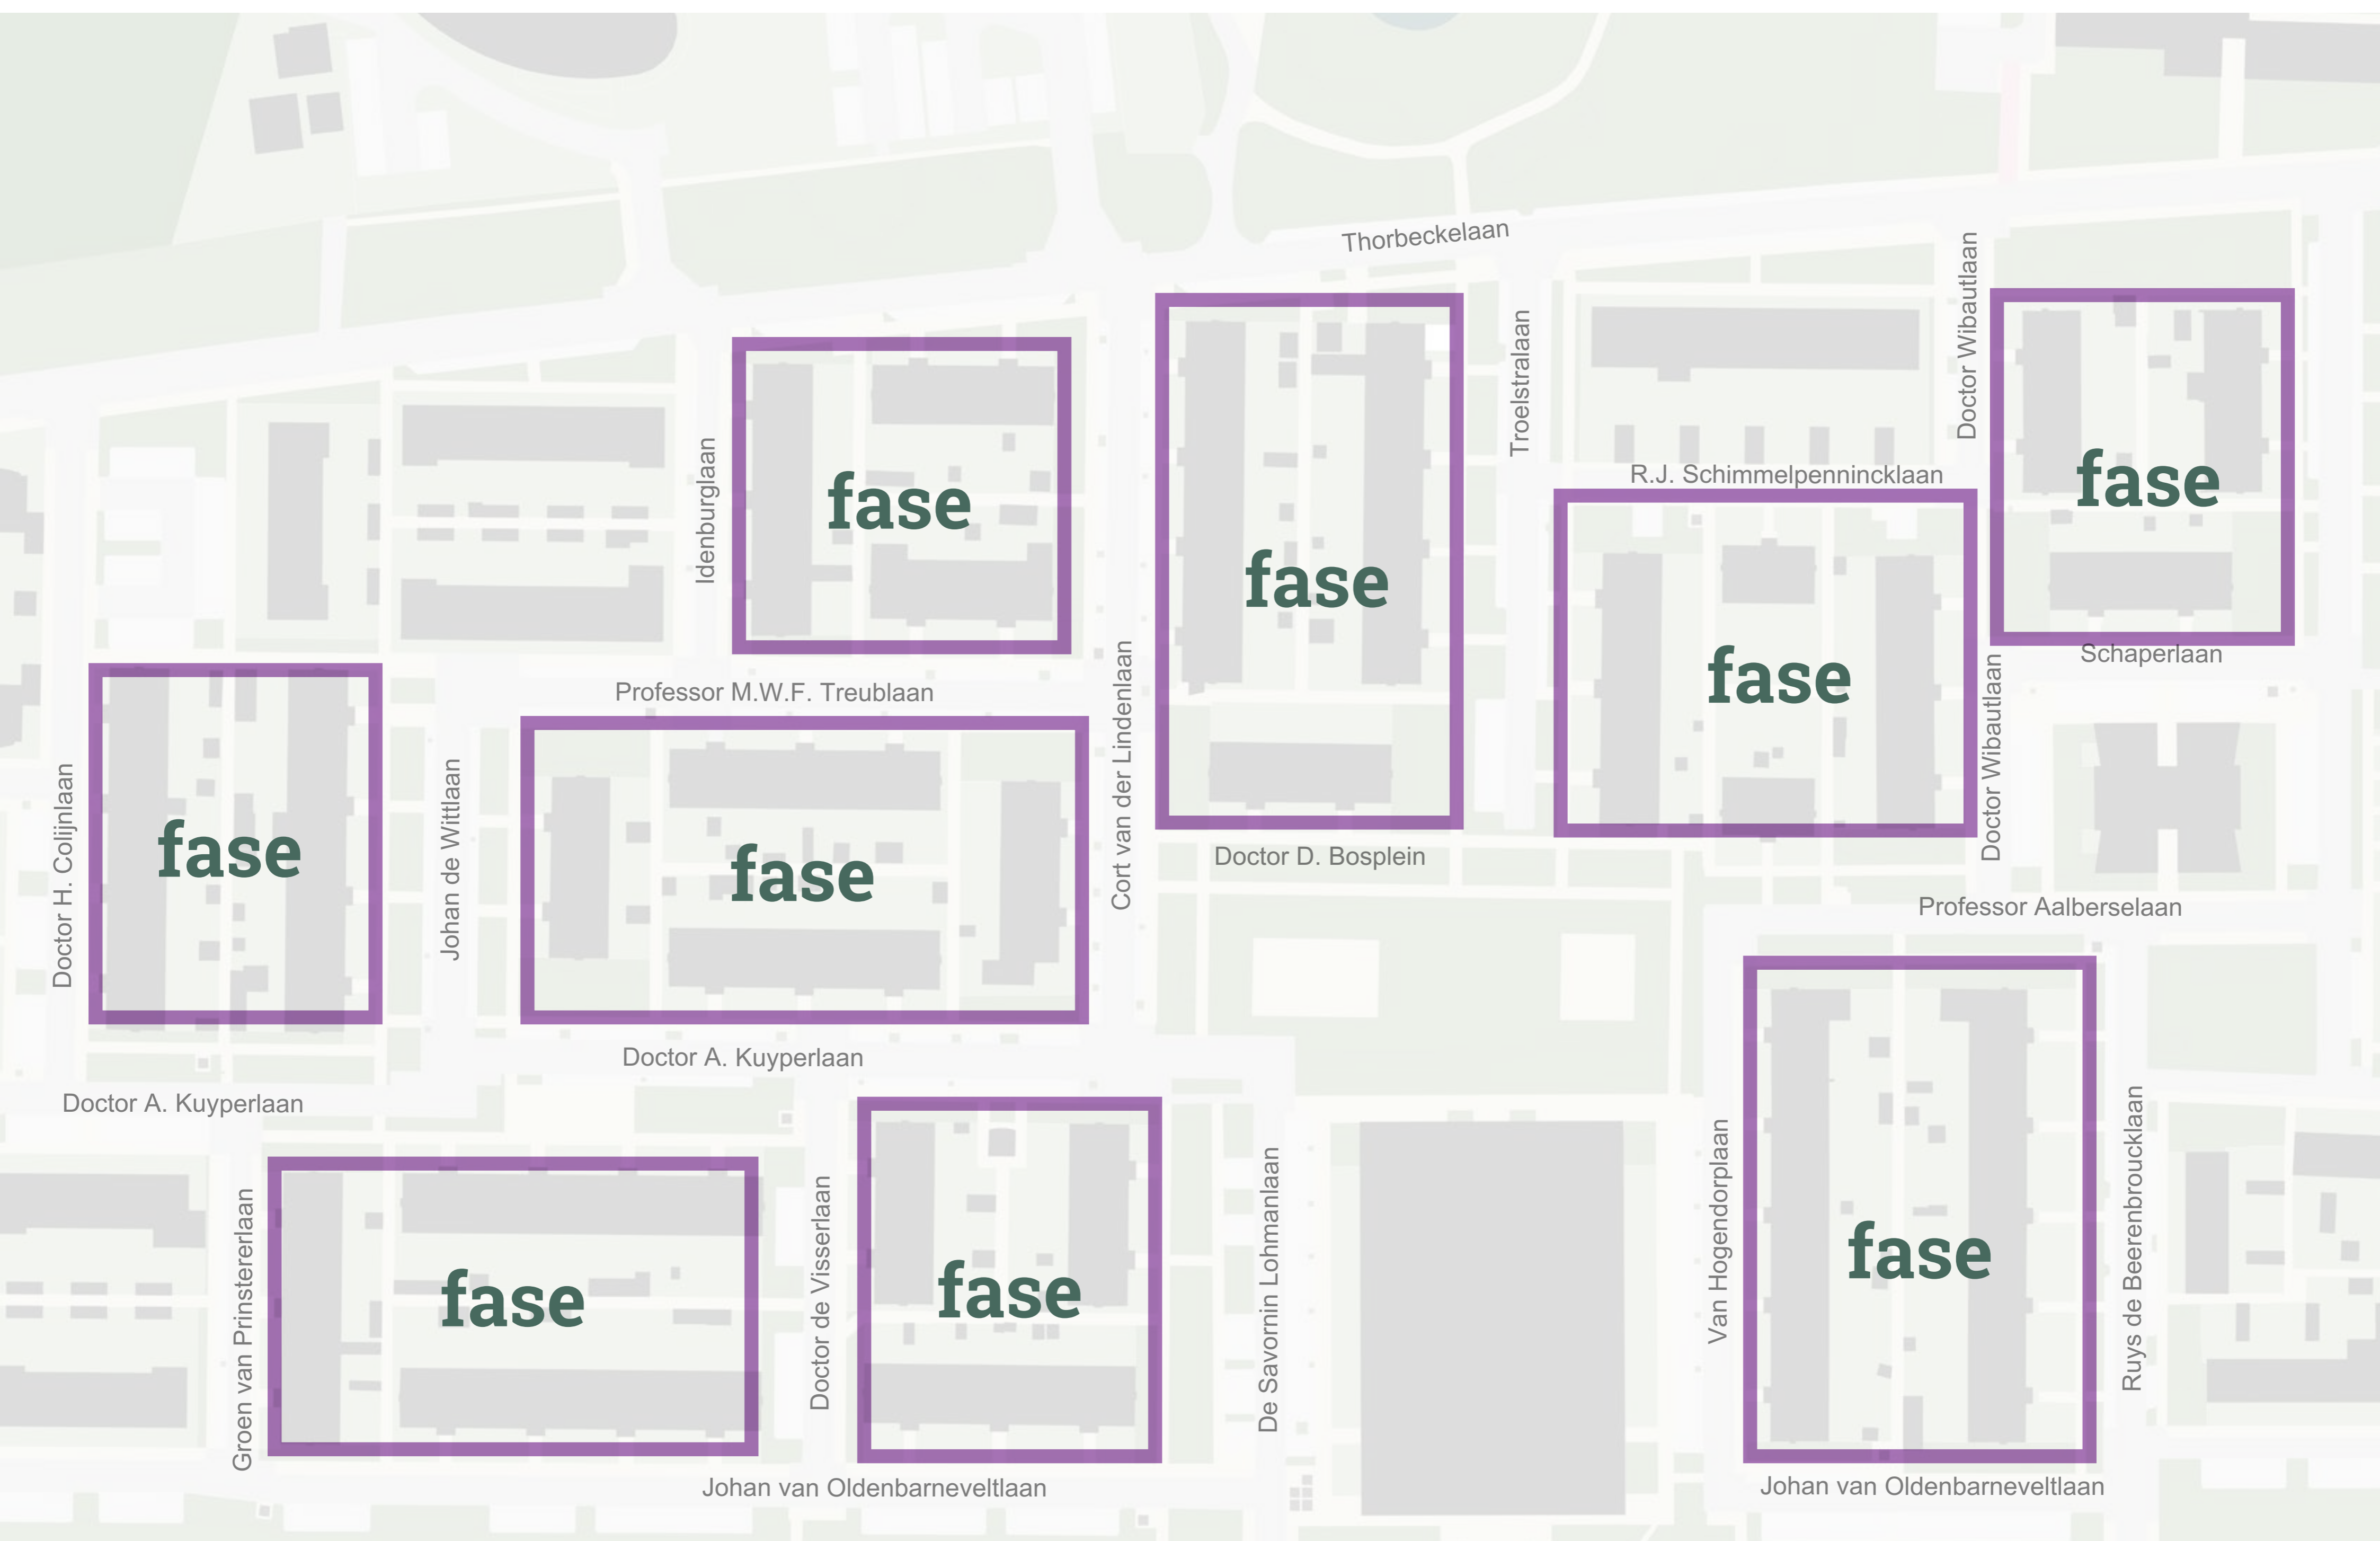 Thorbeckelaan
Doctor Wibautlaan
Troelstralaan
Idenburglaan
fase
fase
R.J. Schimmelpennincklaan
fase
fase
Schaperlaan
Professor M.W.F. Treublaan
Cort van der Lindenlaan
Doctor Wibautlaan
Doctor H. Colijnlaan
fase
Johan de Wittlaan
fase
Doctor D. Bosplein
Professor Aalberselaan
Doctor A. Kuyperlaan
Doctor A. Kuyperlaan
Groen van Prinstererlaan
fase
Doctor de Visserlaan
fase
De Savornin Lohmanlaan
Van Hogendorplaan
fase
Ruys de Beerenbroucklaan
Johan van Oldenbarneveltlaan
Johan van Oldenbarneveltlaan